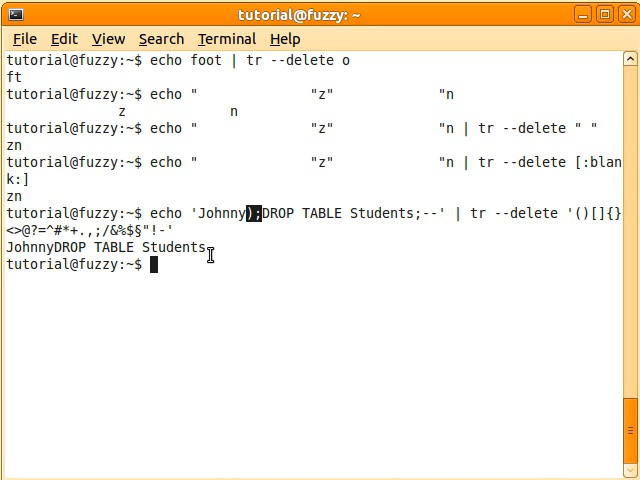 tutorial@fuzzy: ~
File Edit View Search Terminal Help
tutorial@fuzzy:~$ echo foot | tr --delete o
ft
tutorial@fuzzy:~$ echo "              "z"             "n
              z             n
tutorial@fuzzy:~$ echo "              "z"             "n | tr --delete " "
zn
tutorial@fuzzy:~$ echo "              "z"             "n | tr --delete [:blan
k:]
zn
tutorial@fuzzy:~$ echo 'Johnny);DROP TABLE Students;--' | tr --delete '()[]{}
<>@?=^#*+.,;/&%$§"!-'
JohnnyDROP TABLE Students
tutorial@fuzzy:~$